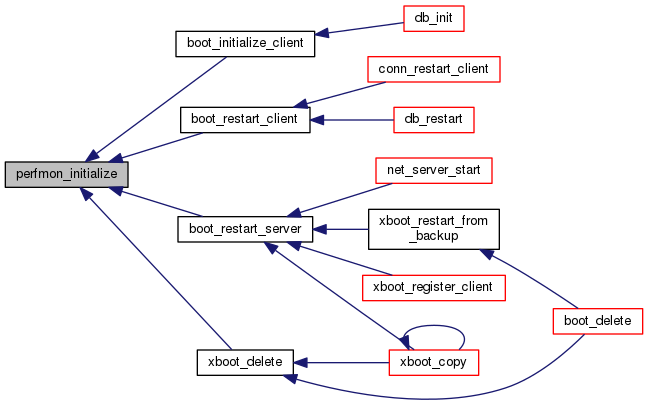 db_init
boot_initialize_client
conn_restart_client
boot_restart_client
db_restart
perfmon_initialize
net_server_start
xboot_restart_from
_backup
boot_restart_server
xboot_register_client
boot_delete
xboot_delete
xboot_copy